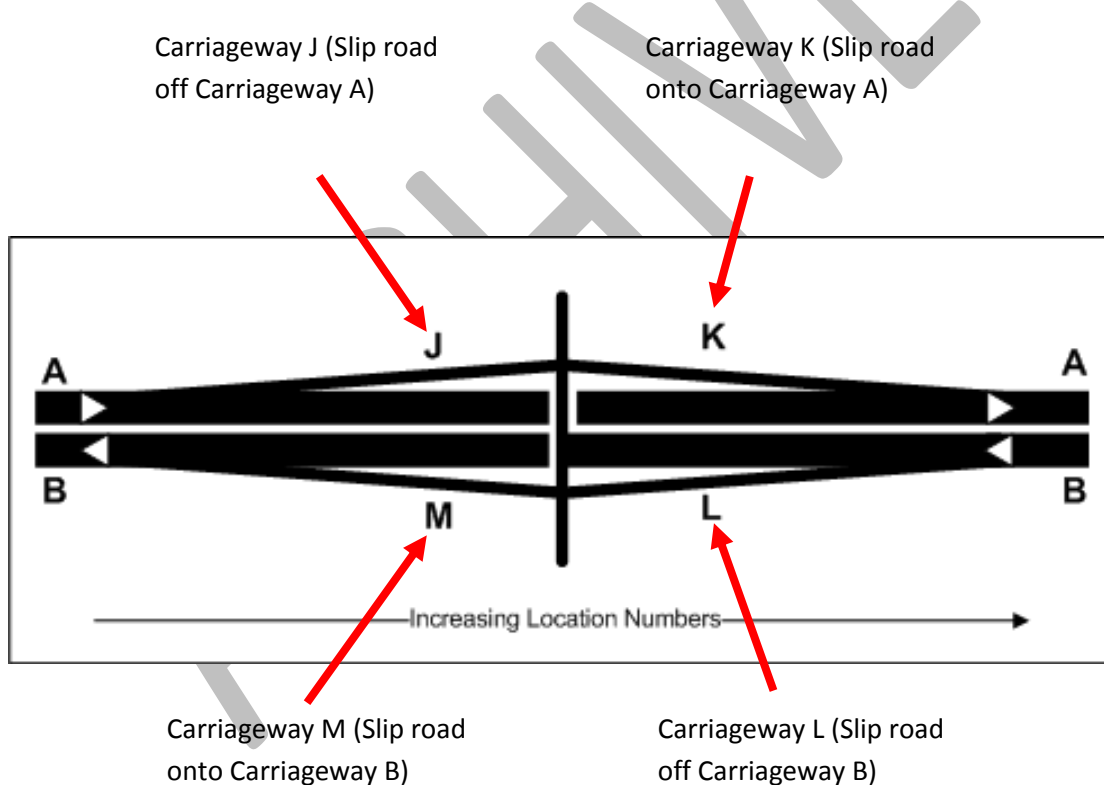 Carriageway J (Slip road
off Carriageway A)
Carriageway K (Slip road
onto Carriageway A)
J
K
A
A
B
B
M
L
Increasing Location Numbers
Carriageway M (Slip road
onto Carriageway B)
Carriageway L (Slip road
off Carriageway B)